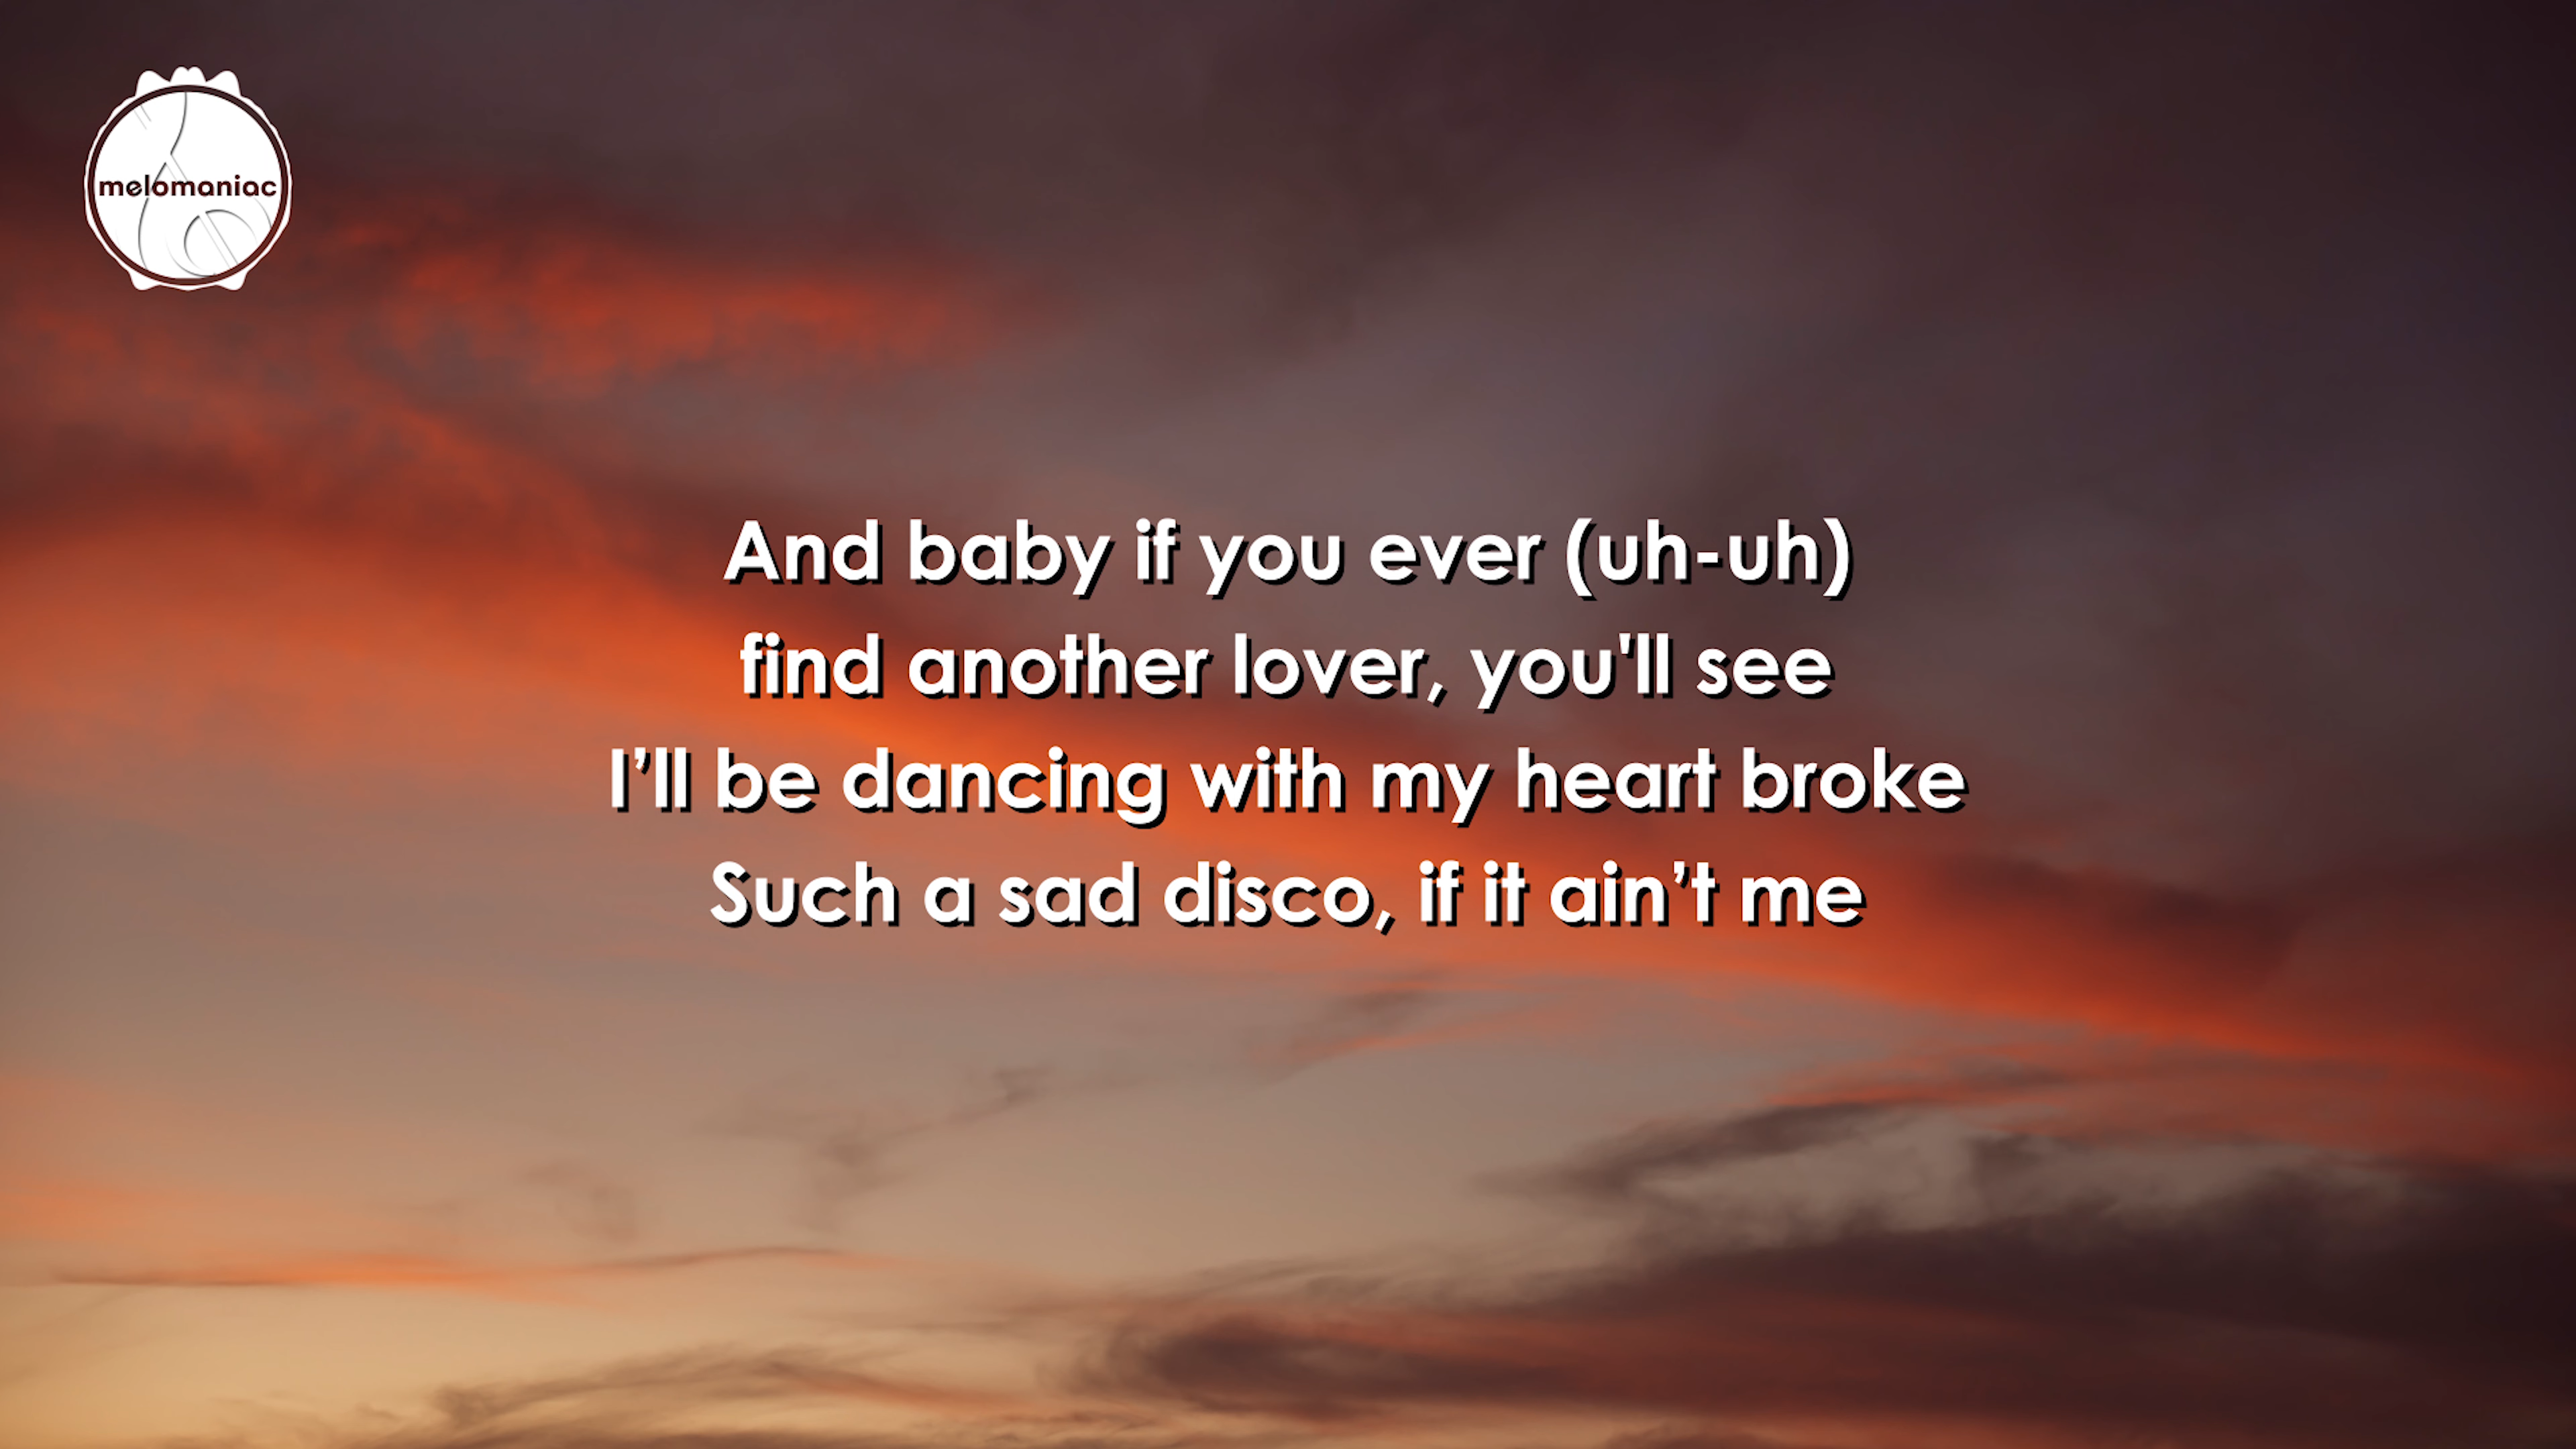 melomaniac
And baby if you ever (uh-uh)
find another lover, you'll see
I’ll be dancing with my heart broke
Such a sad disco, if it ain’t me